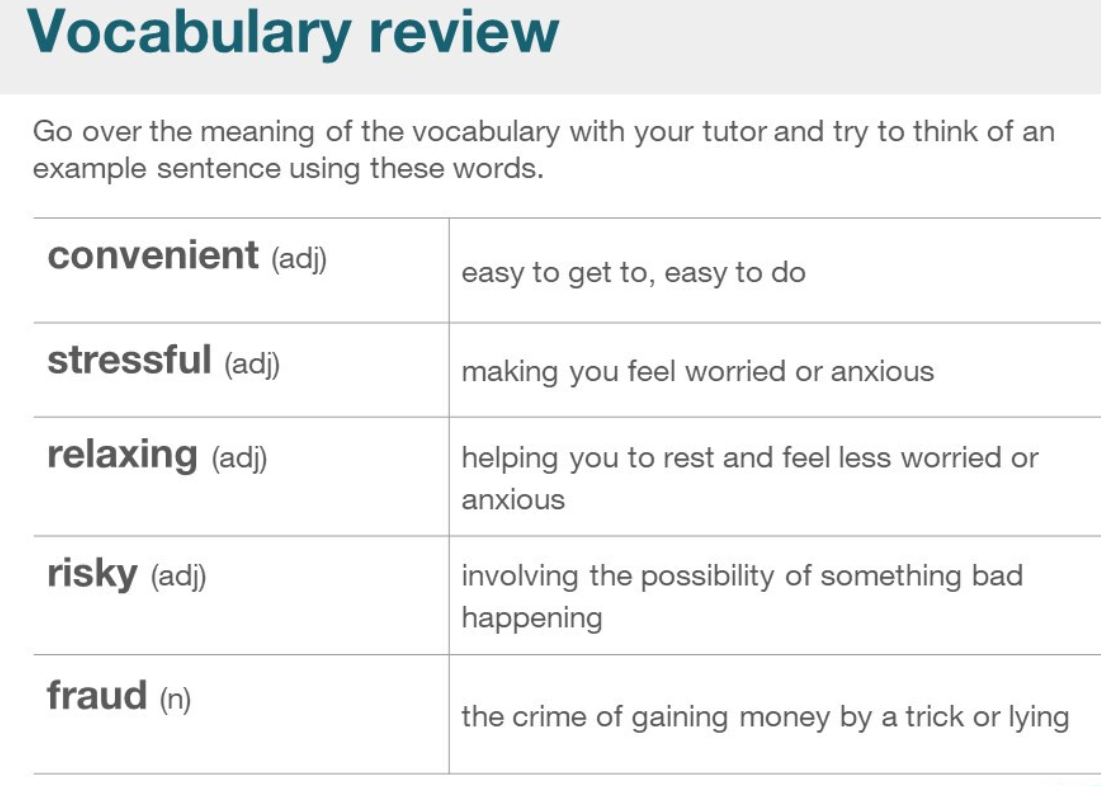 Vocabulary review
Go over the meaning of the vocabulary with your tutor and try to think of an
example sentence using these words.
convenient (adj)
easy to get to, easy to do
stressful (adj)
making you feel worried or anxious
relaxing (adj)
helping you to rest and feel less worried or
anxious
risky (adj)
involving the possibility of something bad
happening
fraud (n)
the crime of gaining money by a trick or lying